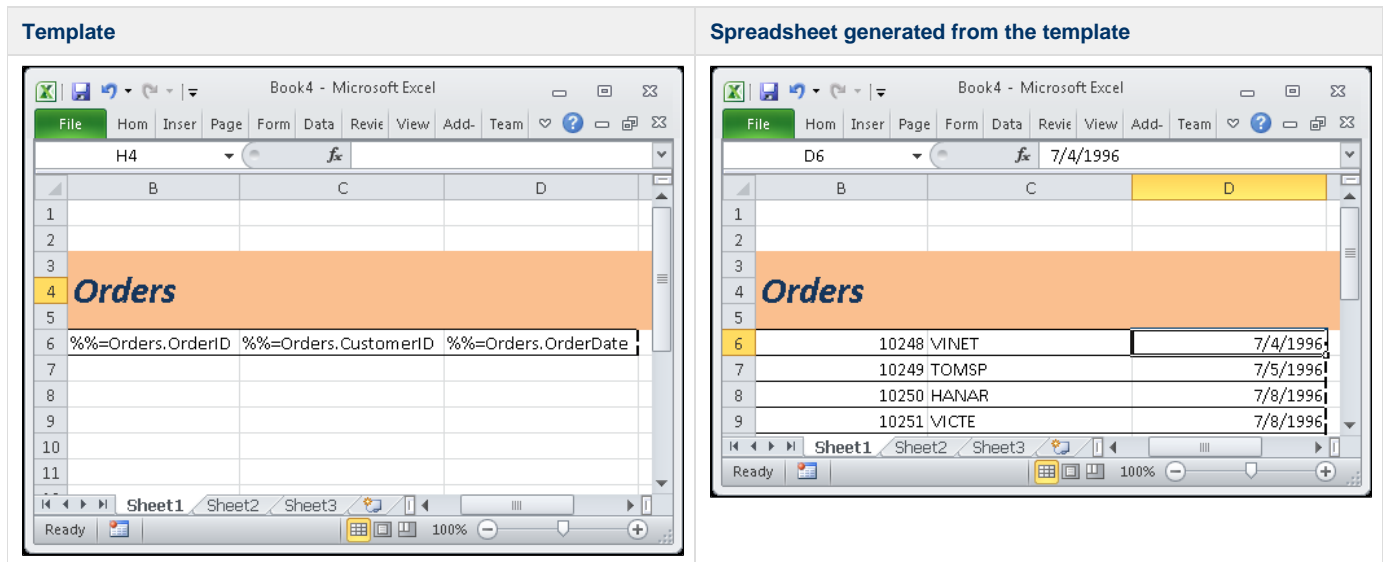 Template
Spreadsheet generated from the template
Book4 - Microsoft Excel
File Hom Inser Page Form Data Revie View Add- Team
H4 fx
B C D
1
2
3
4 Orders
5
6 %%=Orders.OrderID %%=Orders.CustomerID %%=Orders.OrderDate
7
8
9
10
11
Sheet1 Sheet2 Sheet3
Ready 100%
Book4 - Microsoft Excel
File Hom Inser Page Form Data Revie View Add- Team
D6 fx 7/4/1996
B C D
1
2
3
4 Orders
5
6 10248 VINET 7/4/1996
7 10249 TOMSP 7/5/1996
8 10250 HANAR 7/8/1996
9 10251 VICTE 7/8/1996
Sheet1 Sheet2 Sheet3
Ready 100%